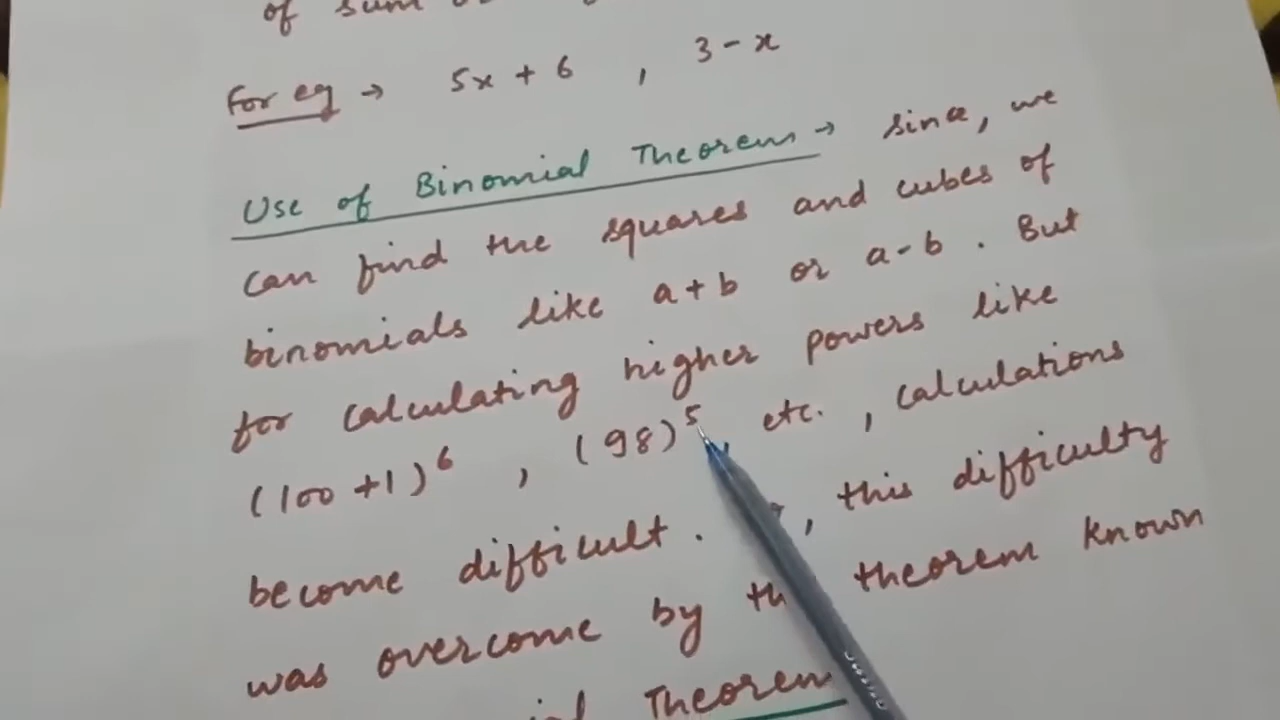 of sum
For eg → 5x + 6 , 3 - x
Use of Binomial Theorem → since, we
can find the squares and cubes of
binomials like a + b or a - b . But
for calculating higher powers like
(100 + 1)⁶ , (98)⁵, etc. , calculations
become difficult. , this difficulty
was overcome by theorem known
Theorem